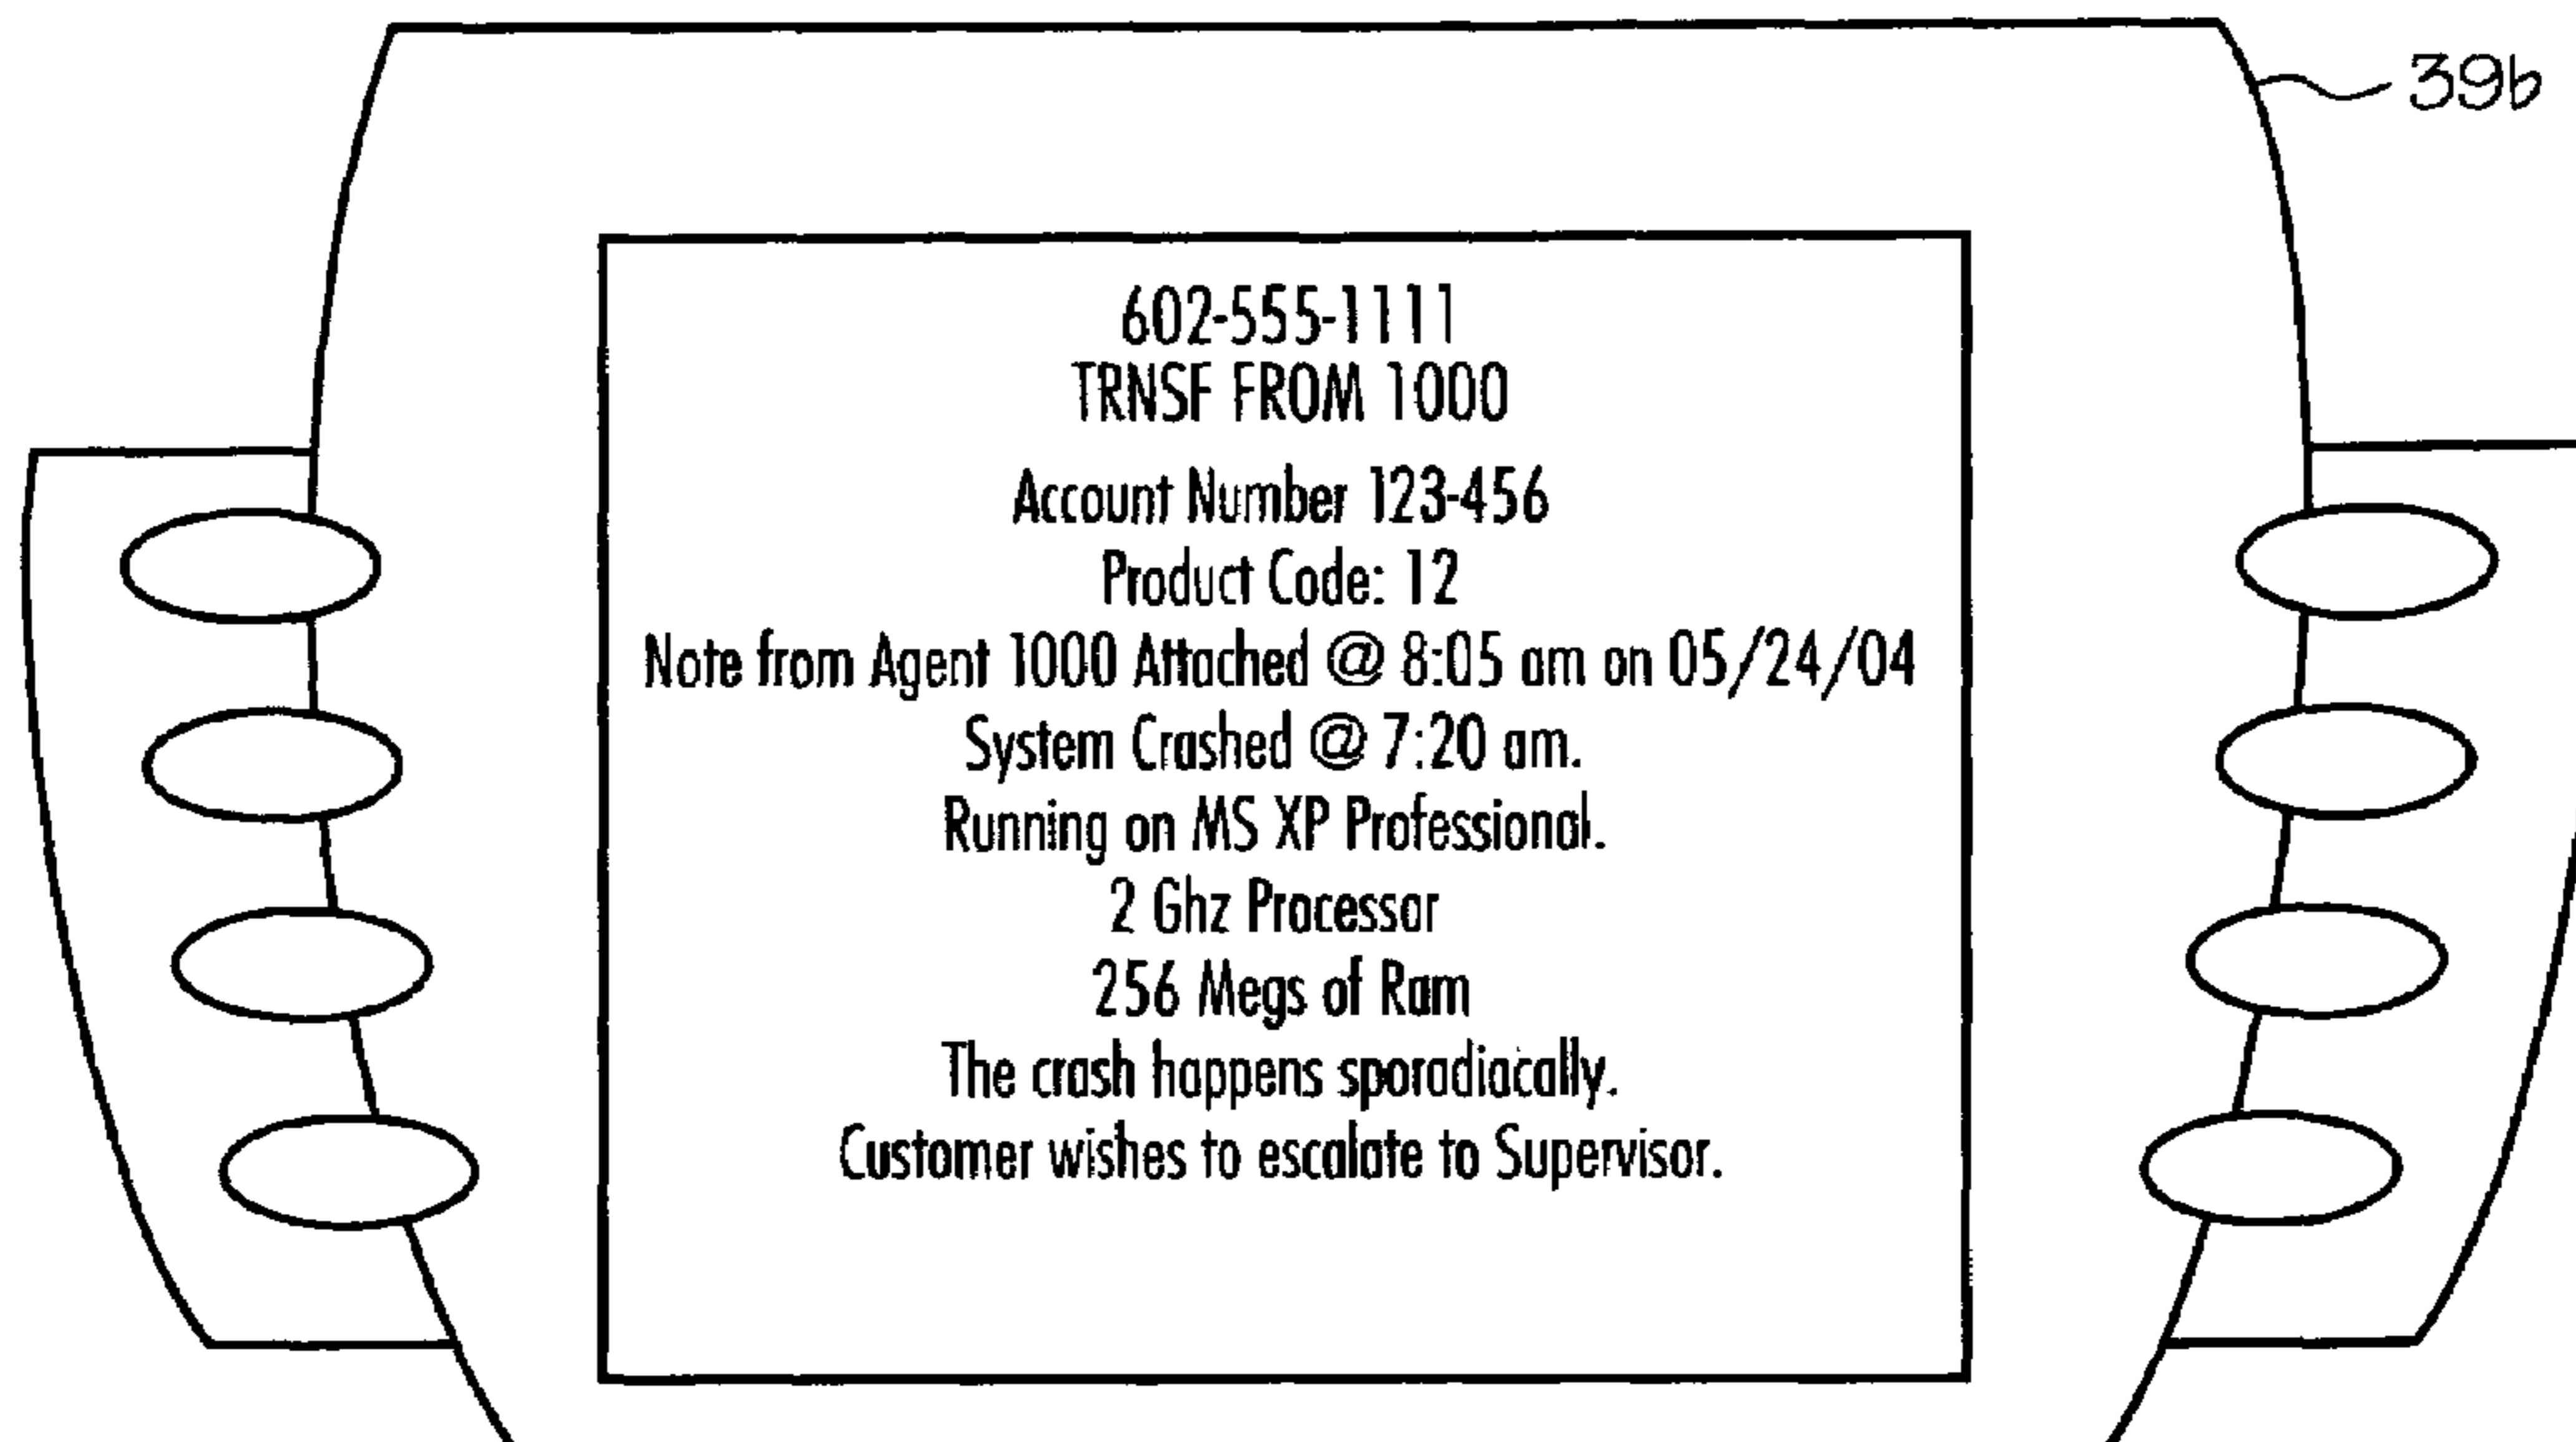 39b
602-555-1111
TRNSF FROM 1000
Account Number 123-456
Product Code: 12
Note from Agent 1000 Attached @ 8:05 am on 05/24/04
System Crashed @ 7:20 am.
Running on MS XP Professional.
2 Ghz Processor
256 Megs of Ram
The crash happens sporadiacally.
Customer wishes to escalate to Supervisor.